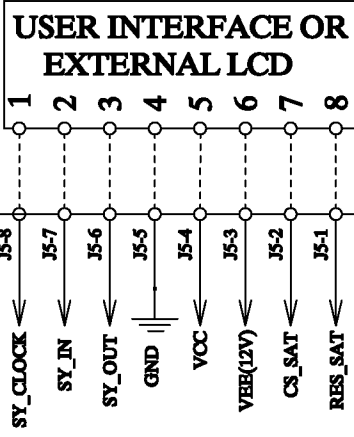 USER INTERFACE OR
EXTERNAL LCD
1 2 3 4 5 6 7 8
J5-8 J5-7 J5-6 J5-5 J5-4 J5-3 J5-2 J5-1
SY_CLOCK SY_IN SY_OUT GND VCC VEE(12V) CS_SAT RES_SAT